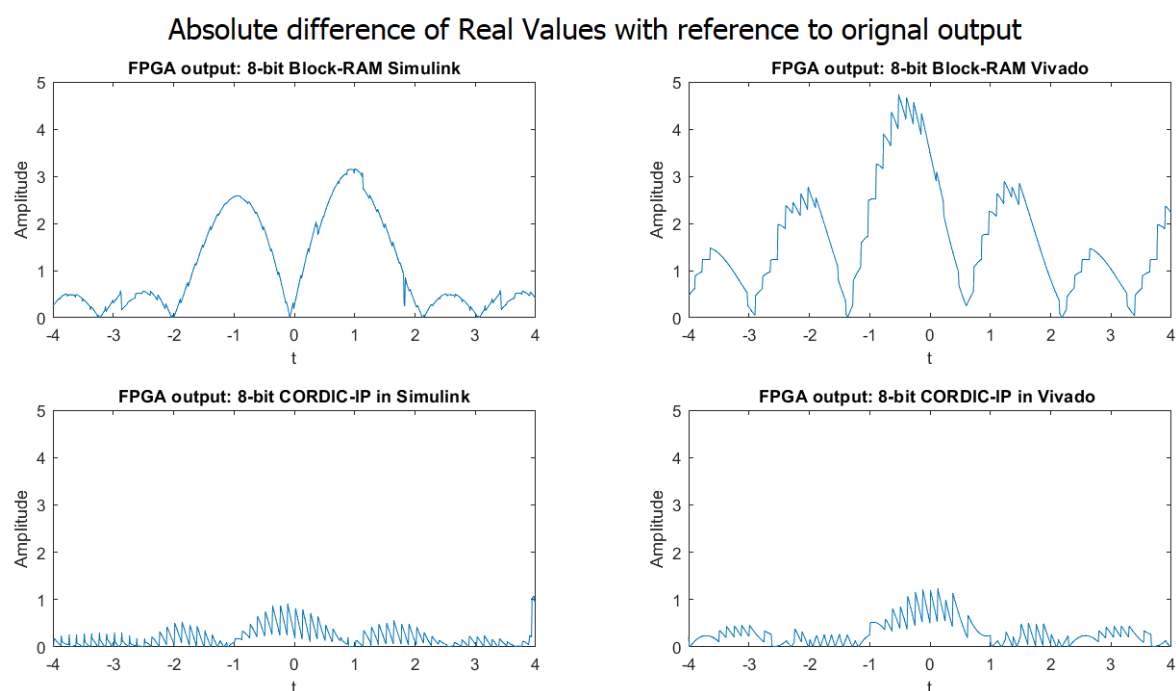 Absolute difference of Real Values with reference to orignal output
FPGA output: 8-bit Block-RAM Simulink
5
4
3
2
1
0
Amplitude
-4 -3 -2 -1 0 1 2 3 4
t
FPGA output: 8-bit Block-RAM Vivado
5
4
3
2
1
0
Amplitude
-4 -3 -2 -1 0 1 2 3 4
t
FPGA output: 8-bit CORDIC-IP in Simulink
5
4
3
2
1
0
Amplitude
-4 -3 -2 -1 0 1 2 3 4
t
FPGA output: 8-bit CORDIC-IP in Vivado
5
4
3
2
1
0
Amplitude
-4 -3 -2 -1 0 1 2 3 4
t